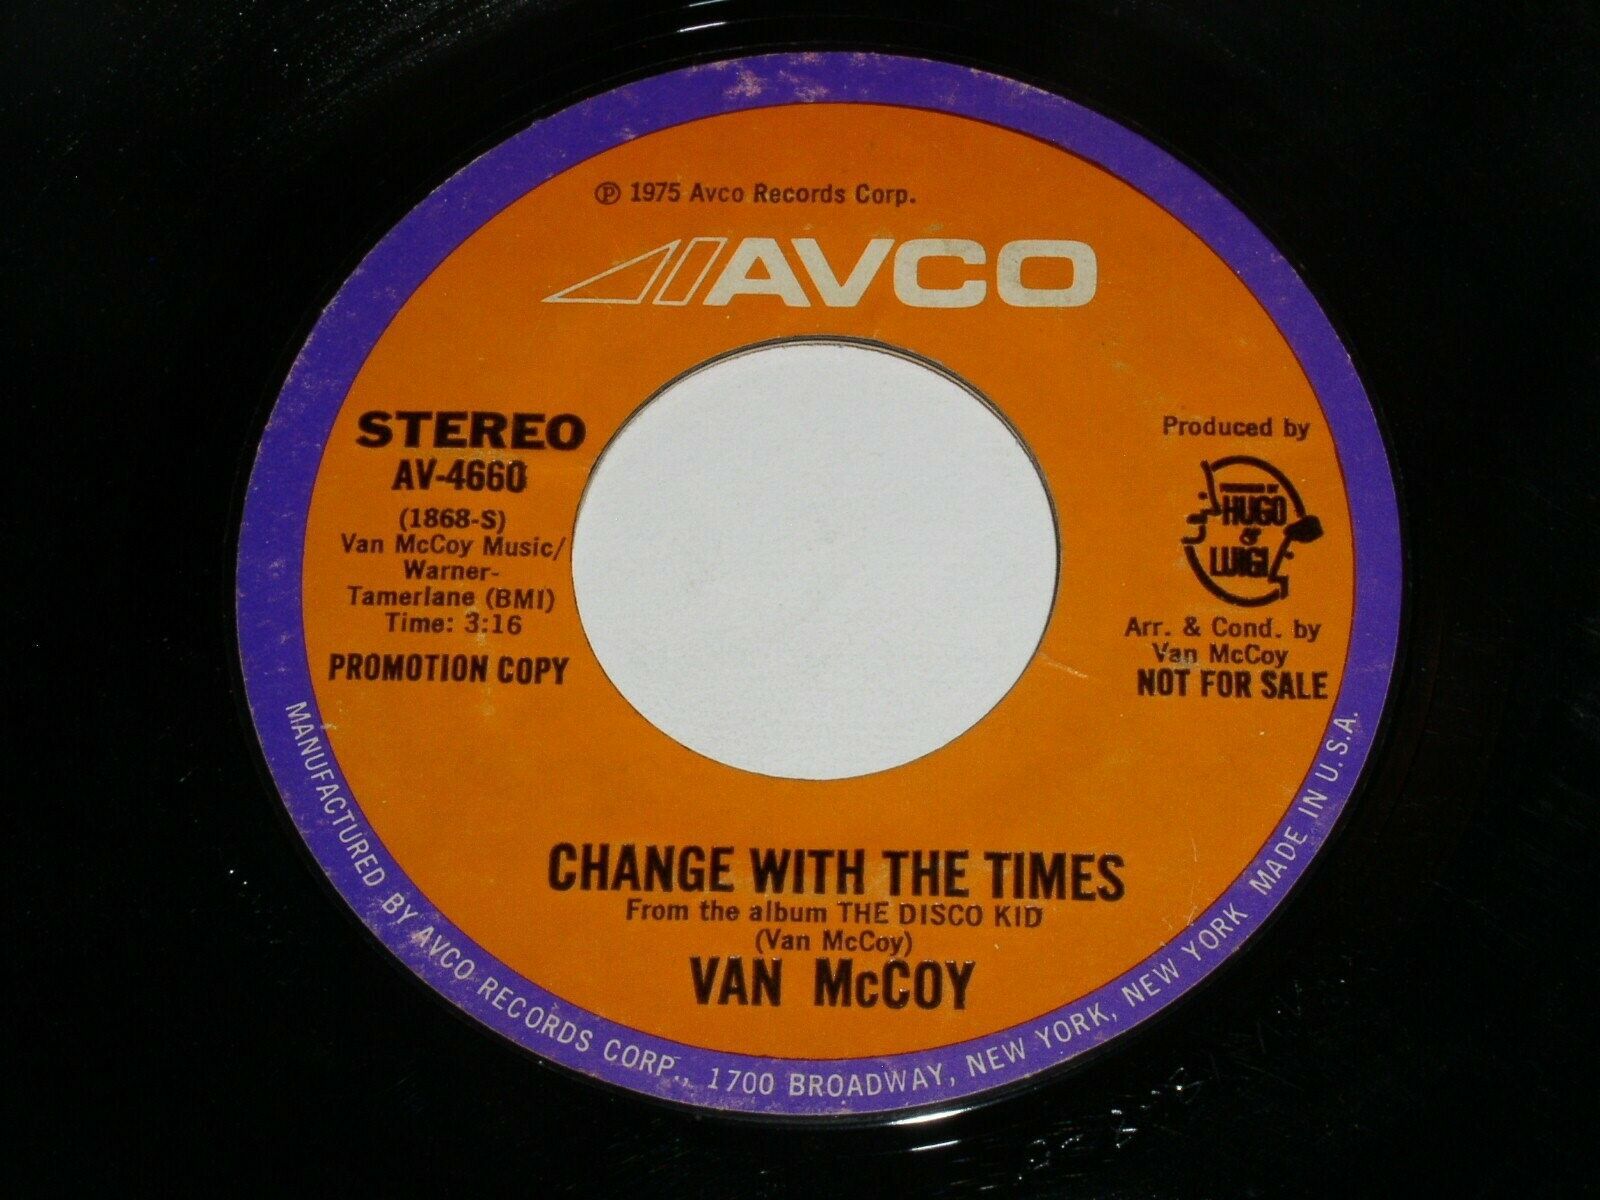 ℗ 1975 Avco Records Corp.
AVCO
STEREO
AV-4660
(1868-S)
Van McCoy Music/
Warner-
Tamerlane (BMI)
Time: 3:16
PROMOTION COPY
Produced by
PRODUCED BY
HUGO
&
LUIGI
Arr. & Cond. by
Van McCoy
NOT FOR SALE
CHANGE WITH THE TIMES
From the album THE DISCO KID
(Van McCoy)
VAN McCOY
MANUFACTURED BY AVCO RECORDS CORP., 1700 BROADWAY, NEW YORK, NEW YORK MADE IN U.S.A.